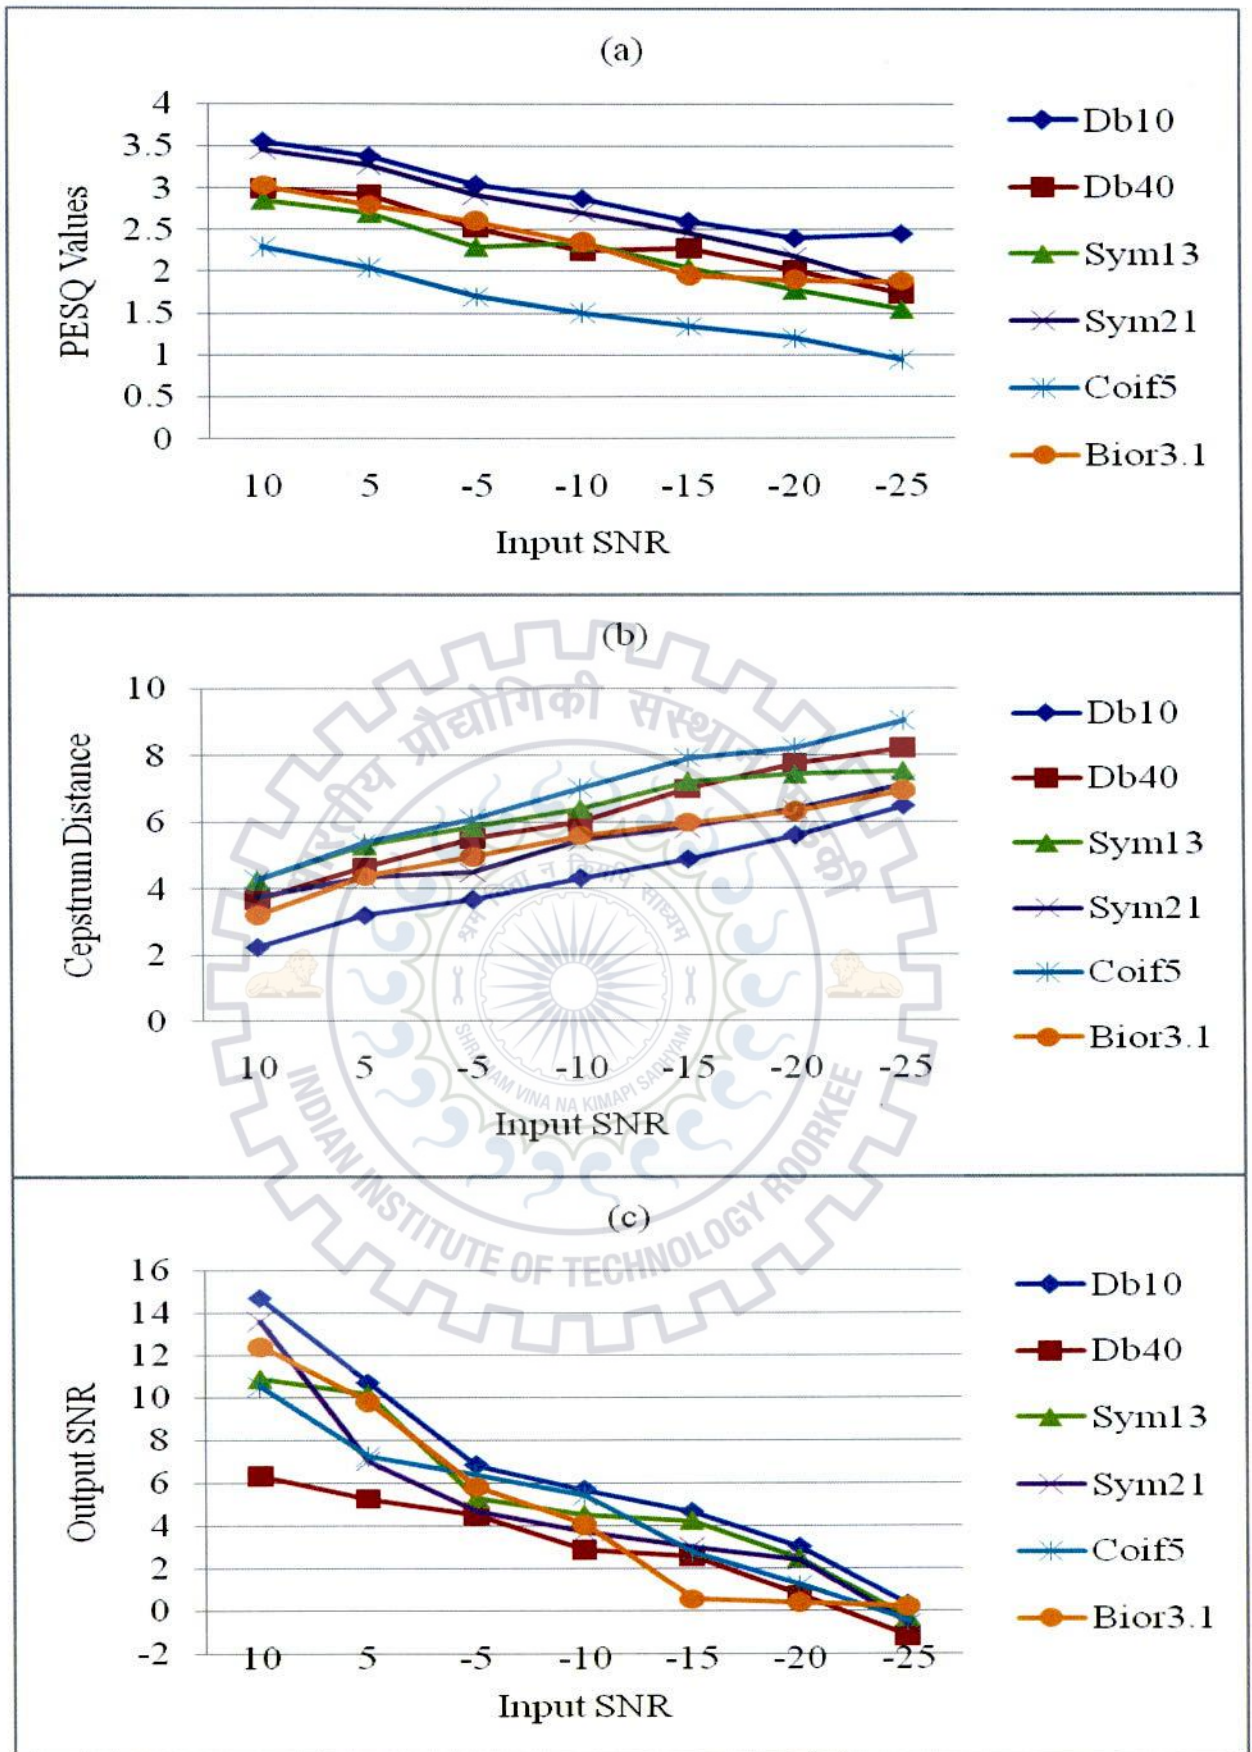 (a)
4
3.5
3
2.5
2
1.5
1
0.5
0
PESQ Values
10 5 -5 -10 -15 -20 -25
Input SNR
Db10
Db40
Sym13
Sym21
Coif5
Bior3.1
(b)
10
8
6
4
2
0
Cepstrum Distance
10 5 -5 -10 -15 -20 -25
Input SNR
Db10
Db40
Sym13
Sym21
Coif5
Bior3.1
(c)
16
14
12
10
8
6
4
2
0
-2
Output SNR
10 5 -5 -10 -15 -20 -25
Input SNR
Db10
Db40
Sym13
Sym21
Coif5
Bior3.1
प्रौद्योगिकी संस्थान
INDIAN INSTITUTE OF TECHNOLOGY ROORKEE
VINA NA KIMAPI SADHYAM